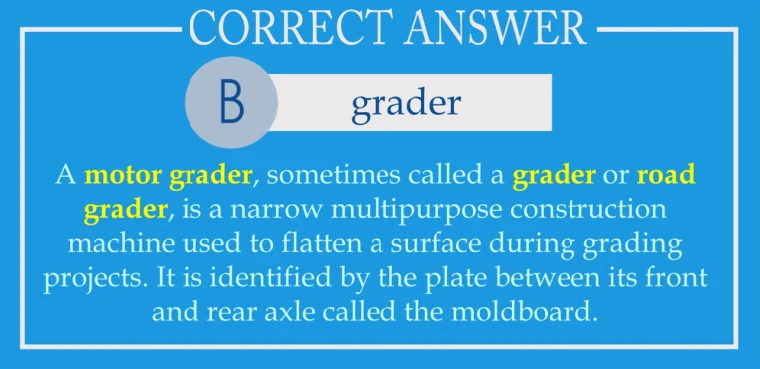 CORRECT ANSWER
B
grader
A motor grader, sometimes called a grader or road
grader, is a narrow multipurpose construction
machine used to flatten a surface during grading
projects. It is identified by the plate between its front
and rear axle called the moldboard.